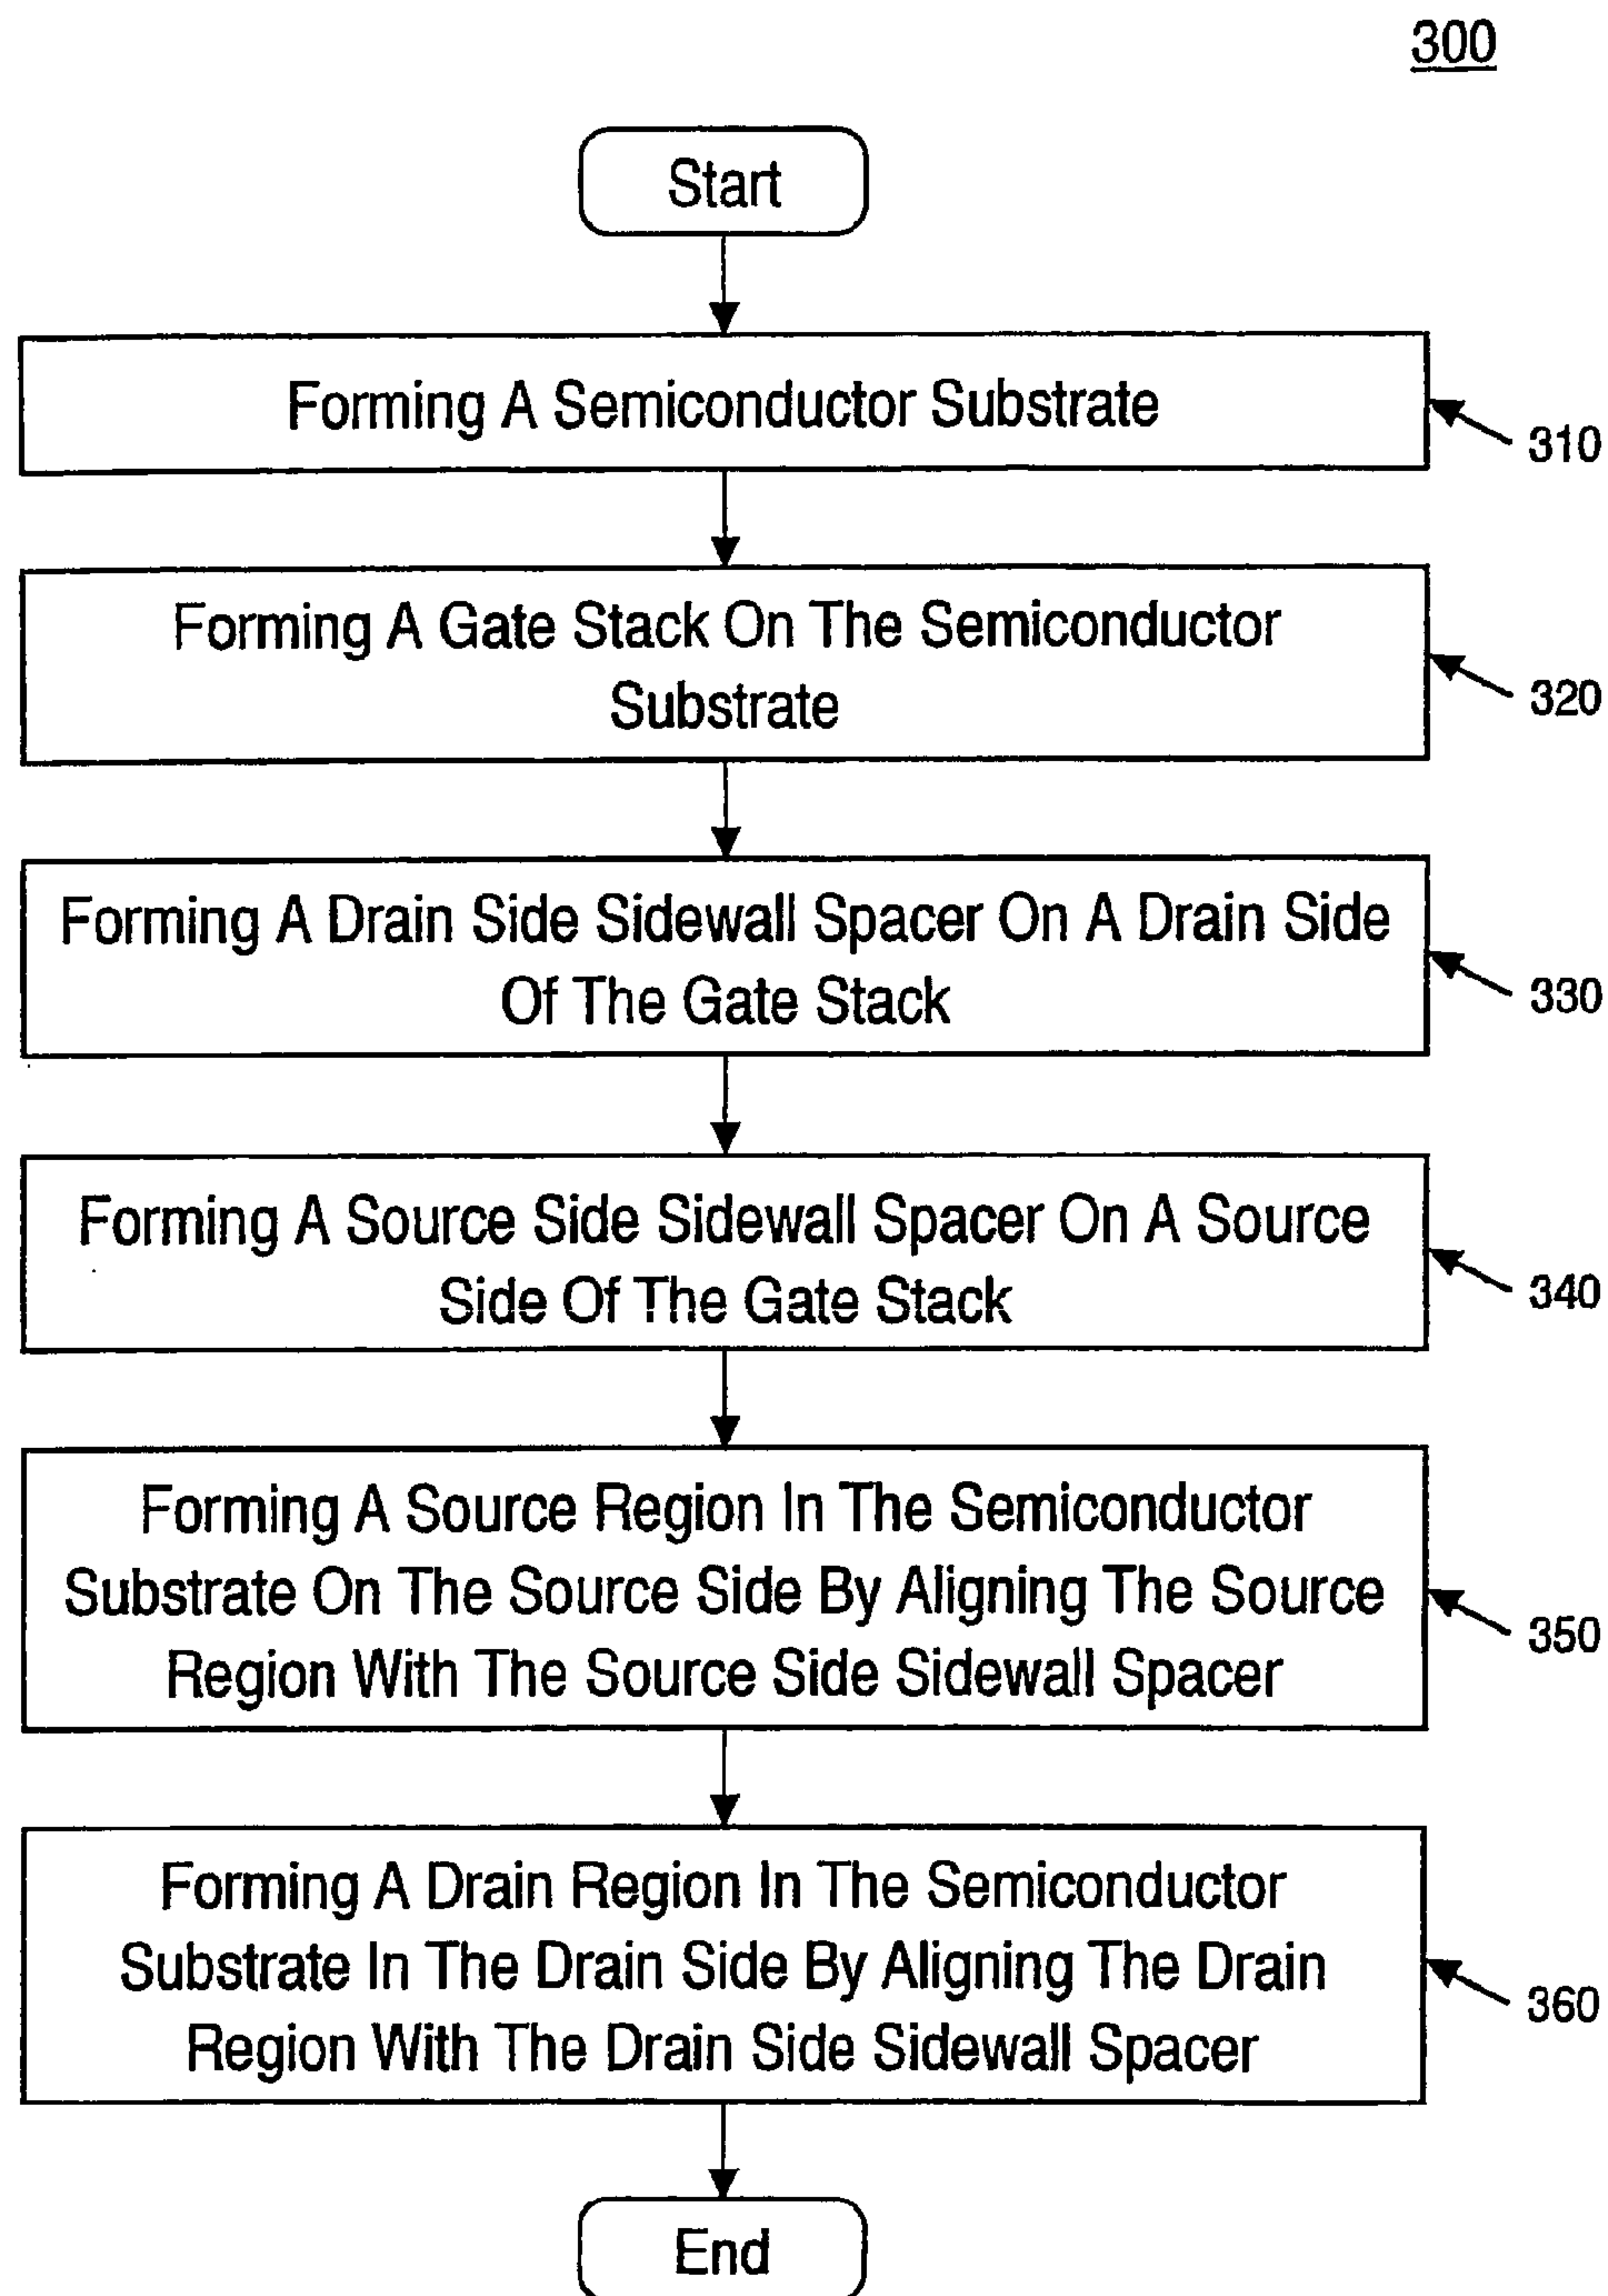 300
Start
Forming A Semiconductor Substrate
310
Forming A Gate Stack On The Semiconductor
Substrate
320
Forming A Drain Side Sidewall Spacer On A Drain Side
Of The Gate Stack
330
Forming A Source Side Sidewall Spacer On A Source
Side Of The Gate Stack
340
Forming A Source Region In The Semiconductor
Substrate On The Source Side By Aligning The Source
Region With The Source Side Sidewall Spacer
350
Forming A Drain Region In The Semiconductor
Substrate In The Drain Side By Aligning The Drain
Region With The Drain Side Sidewall Spacer
360
End